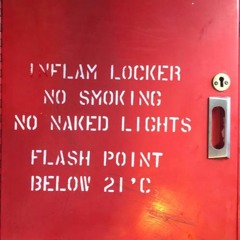 INFLAM LOCKER
NO SMOKING
NO NAKED LIGHTS
FLASH POINT
BELOW 21°C